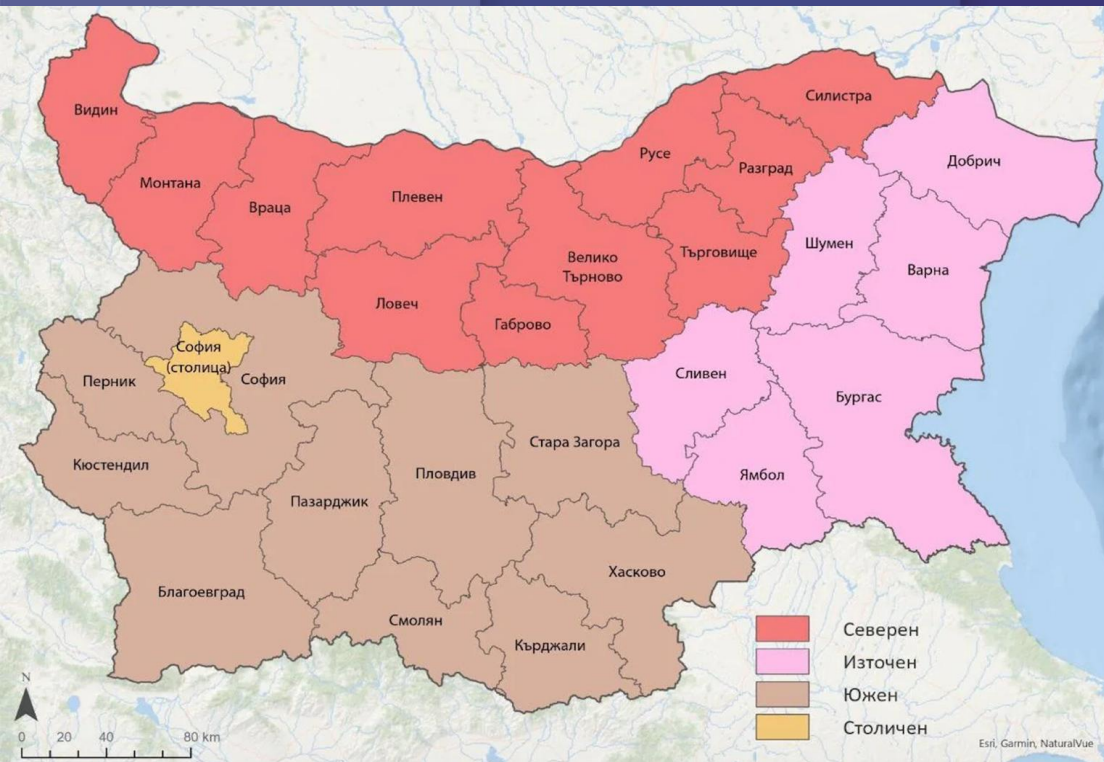 Видин
Силистра
Русе
Добрич
Разград
Монтана
Плевен
Враца
Шумен
Търговище
Велико
Търново
Варна
Ловеч
Габрово
София
(столица)
София
Перник
Сливен
Бургас
Стара Загора
Кюстендил
Пловдив
Ямбол
Пазарджик
Хасково
Благоевград
Смолян
Кърджали
Северен
Източен
Южен
Столичен
N
0 20 40 80 km
Esri, Garmin, NaturalVue